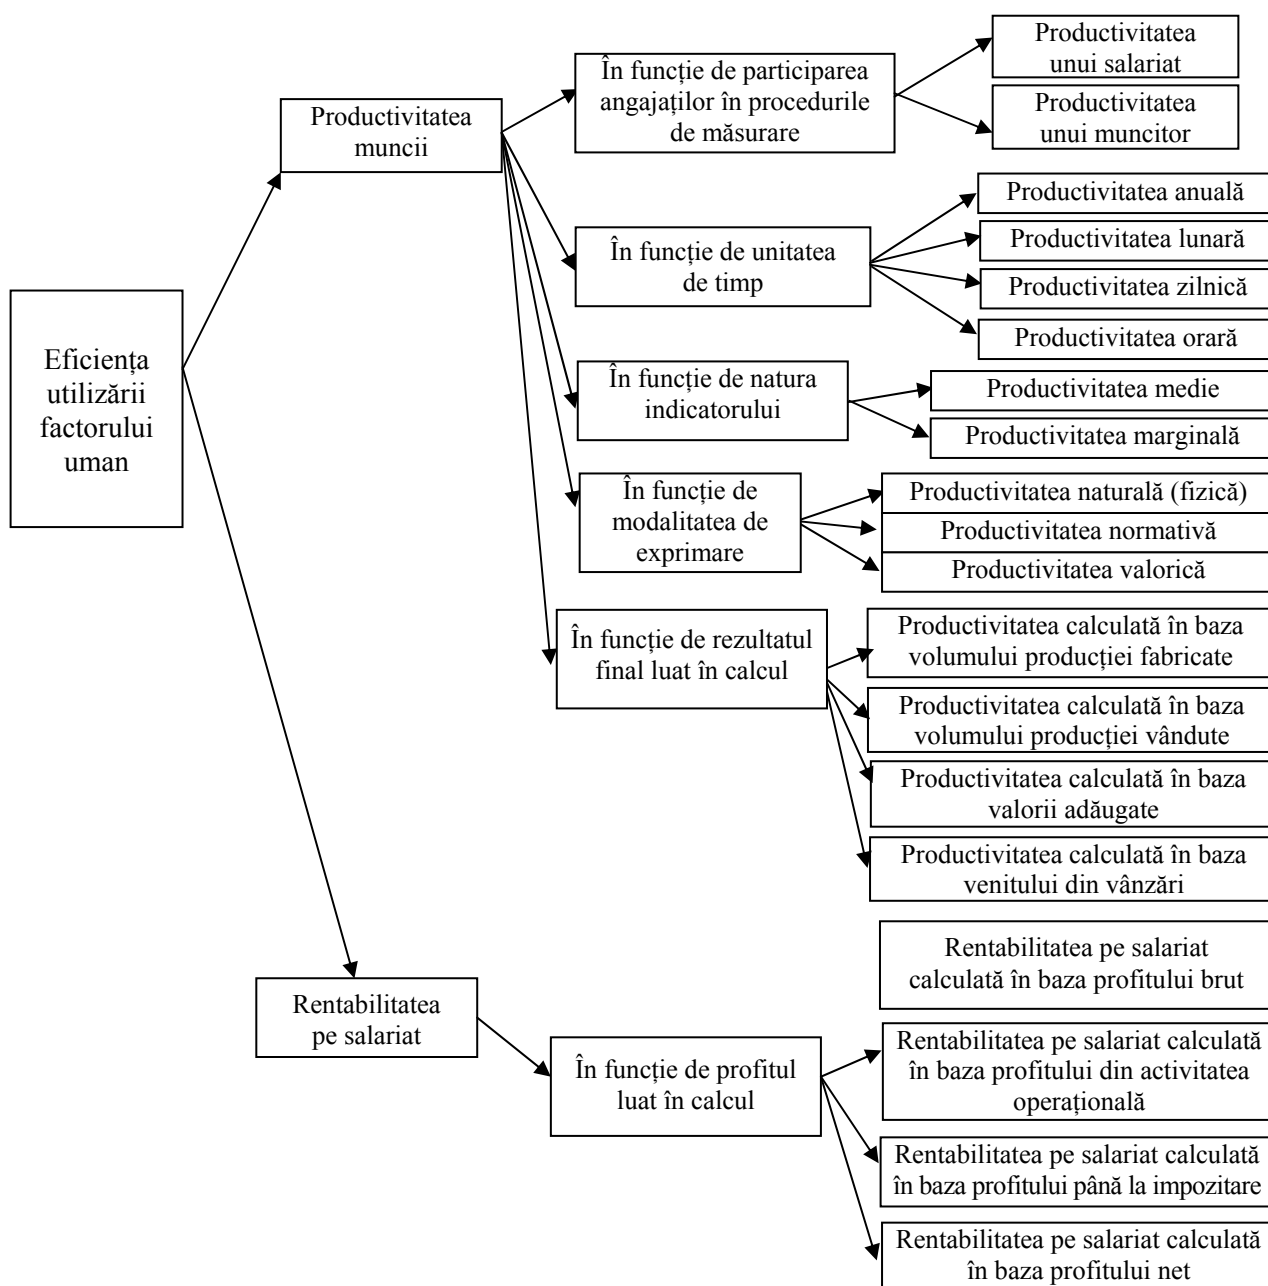 Eficiența
utilizării
factorului
uman
Productivitatea
muncii
În funcție de participarea
angajaților în procedurile
de măsurare
Productivitatea
unui salariat
Productivitatea
unui muncitor
În funcție de unitatea
de timp
Productivitatea anuală
Productivitatea lunară
Productivitatea zilnică
Productivitatea orară
În funcție de natura
indicatorului
Productivitatea medie
Productivitatea marginală
În funcție de
modalitatea de
exprimare
Productivitatea naturală (fizică)
Productivitatea normativă
Productivitatea valorică
În funcție de rezultatul
final luat în calcul
Productivitatea calculată în baza
volumului producției fabricate
Productivitatea calculată în baza
volumului producției vândute
Productivitatea calculată în baza
valorii adăugate
Productivitatea calculată în baza
venitului din vânzări
Rentabilitatea
pe salariat
În funcție de profitul
luat în calcul
Rentabilitatea pe salariat
calculată în baza profitului brut
Rentabilitatea pe salariat calculată
în baza profitului din activitatea
operațională
Rentabilitatea pe salariat calculată
în baza profitului până la impozitare
Rentabilitatea pe salariat calculată
în baza profitului net